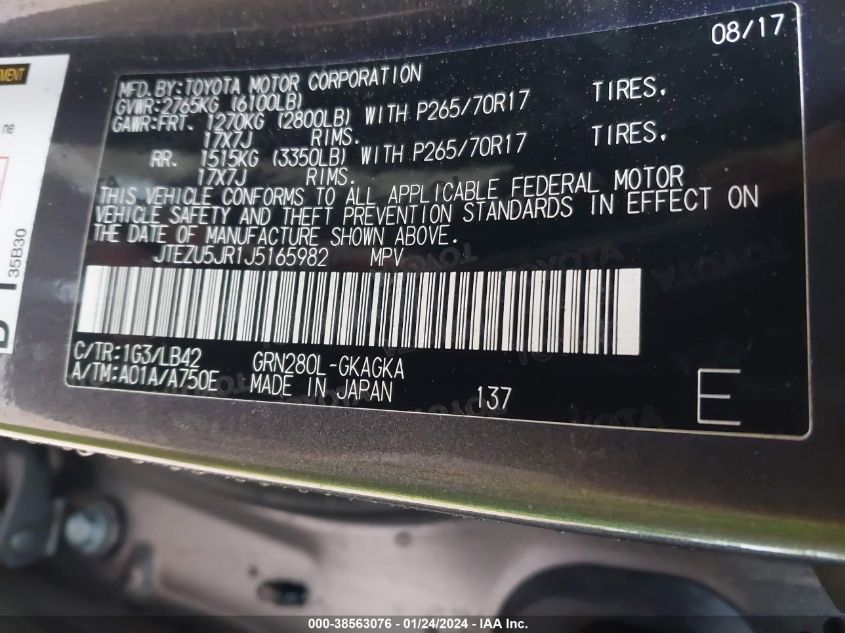 08/17
MFD. BY:TOYOTA MOTOR CORPORATION
GVWR:2765KG (6100LB)
GAWR:FRT. 1270KG (2800LB) WITH P265/70R17 TIRES,
17X7J RIMS.
RR. 1515KG (3350LB) WITH P265/70R17 TIRES,
17X7J RIMS.
THIS VEHICLE CONFORMS TO ALL APPLICABLE FEDERAL MOTOR
VEHICLE SAFETY AND THEFT PREVENTION STANDARDS IN EFFECT ON
THE DATE OF MANUFACTURE SHOWN ABOVE.
JTEZU5JR1J5165982 MPV
C/TR:1G3/LB42 GRN280L-GKAGKA
A/TM:A01A/A750E MADE IN JAPAN 137 E
35B30
000-38563076 - 01/24/2024 - Copyright © 2024 IAA, Inc.